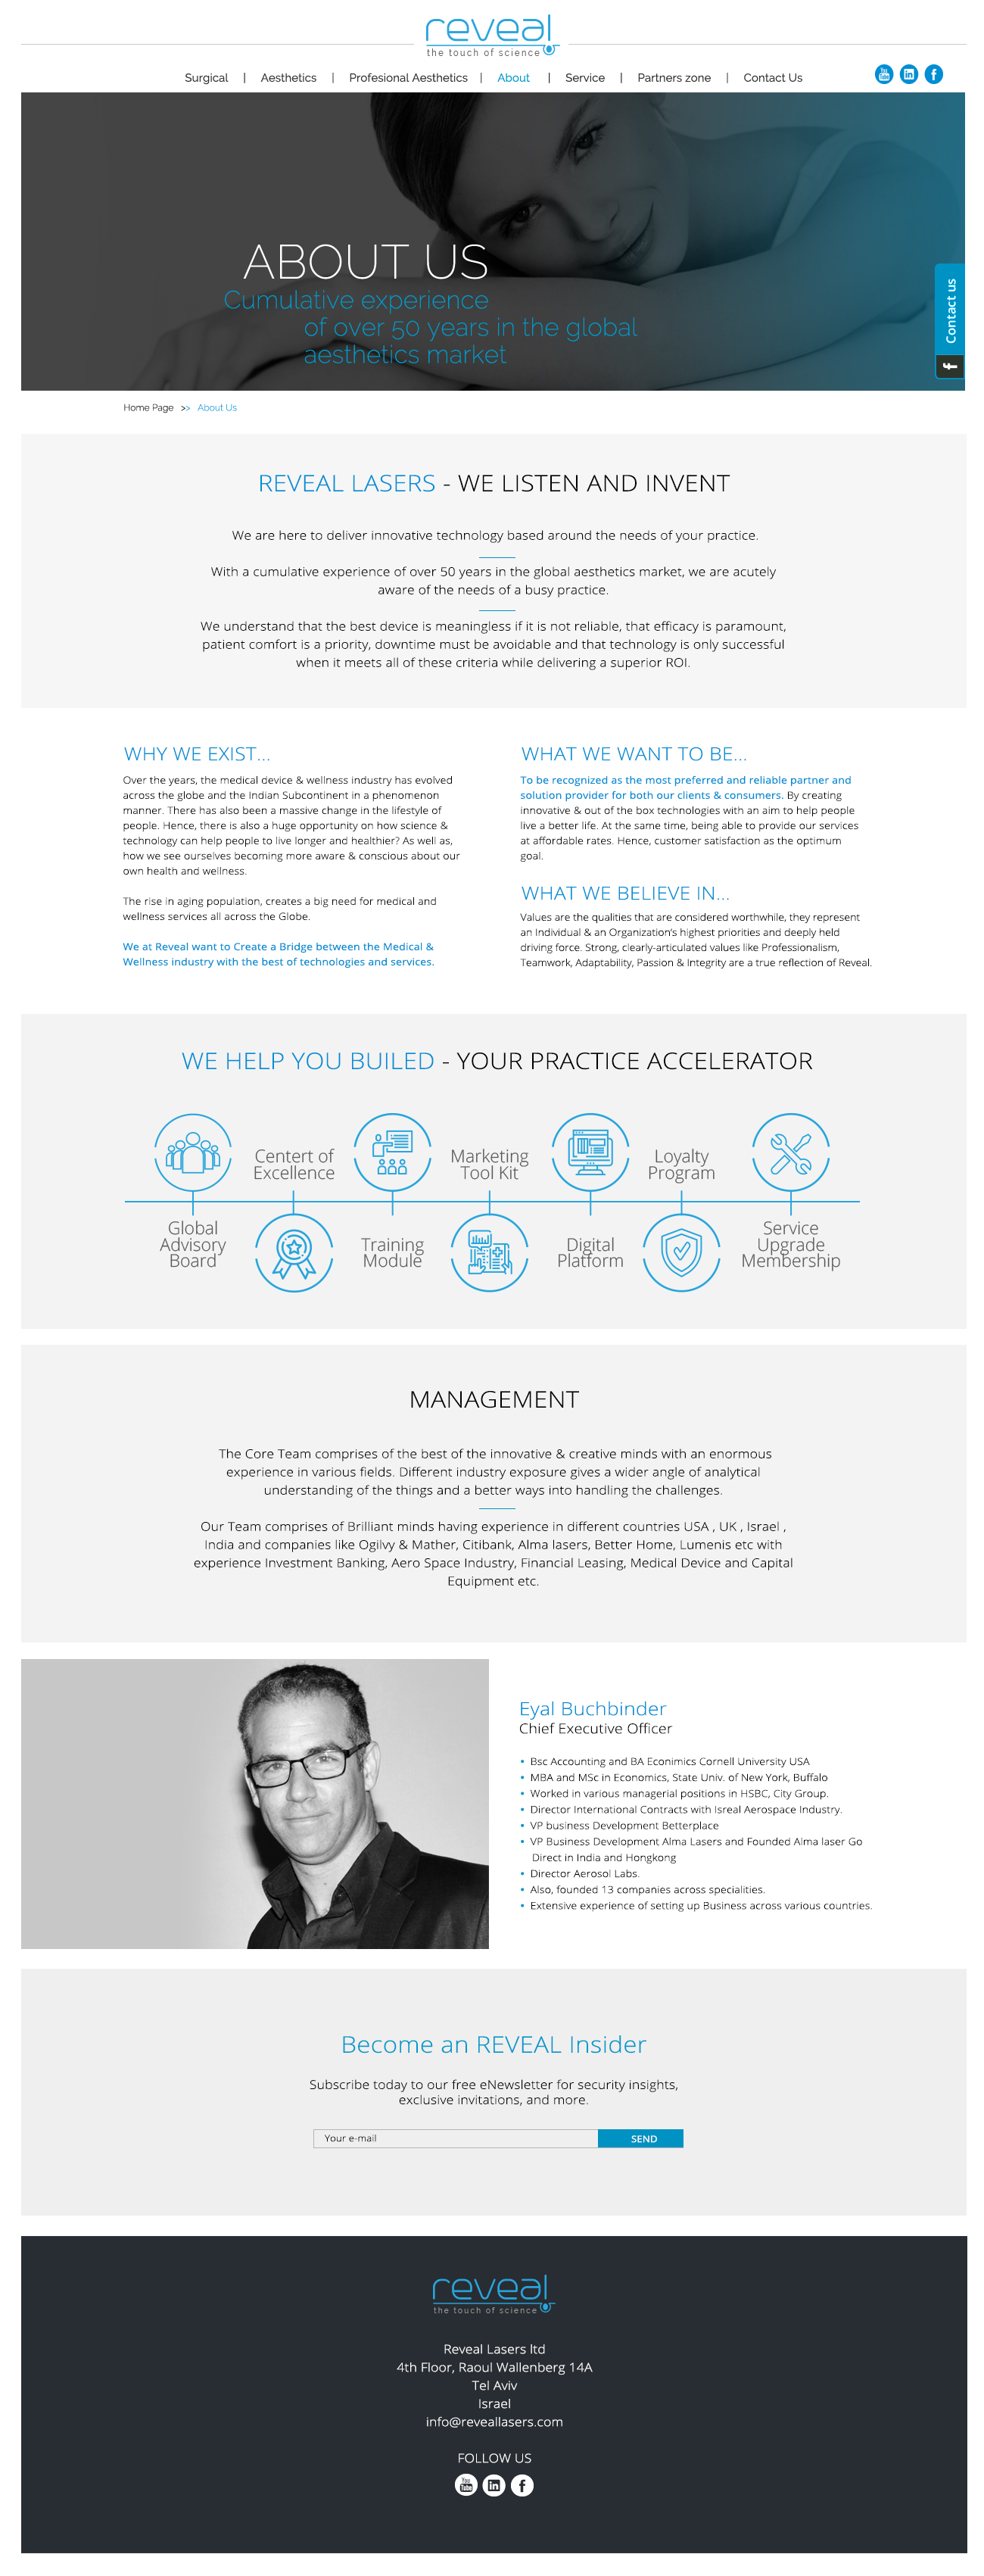 reveal
the touch of science
Surgical | Aesthetics | Profesional Aesthetics | About | Service | Partners zone | Contact Us
You Tube in f
ABOUT US
Cumulative experience
of over 50 years in the global
aesthetics market
Contact us
f
Home Page >> About Us
REVEAL LASERS - WE LISTEN AND INVENT
We are here to deliver innovative technology based around the needs of your practice.
With a cumulative experience of over 50 years in the global aesthetics market, we are acutely
aware of the needs of a busy practice.
We understand that the best device is meaningless if it is not reliable, that efficacy is paramount,
patient comfort is a priority, downtime must be avoidable and that technology is only successful
when it meets all of these criteria while delivering a superior ROI.
WHY WE EXIST...
Over the years, the medical device & wellness industry has evolved
across the globe and the Indian Subcontinent in a phenomenon
manner. There has also been a massive change in the lifestyle of
people. Hence, there is also a huge opportunity on how science &
technology can help people to live longer and healthier? As well as,
how we see ourselves becoming more aware & conscious about our
own health and wellness.
The rise in aging population, creates a big need for medical and
wellness services all across the Globe.
We at Reveal want to Create a Bridge between the Medical &
Wellness industry with the best of technologies and services.
WHAT WE WANT TO BE...
To be recognized as the most preferred and reliable partner and
solution provider for both our clients & consumers. By creating
innovative & out of the box technologies with an aim to help people
live a better life. At the same time, being able to provide our services
at affordable rates. Hence, customer satisfaction as the optimum
goal.
WHAT WE BELIEVE IN...
Values are the qualities that are considered worthwhile, they represent
an Individual & an Organization's highest priorities and deeply held
driving force. Strong, clearly-articulated values like Professionalism,
Teamwork, Adaptability, Passion & Integrity are a true reflection of Reveal.
WE HELP YOU BUILED - YOUR PRACTICE ACCELERATOR
Global
Advisory
Board
Centert of
Excellence
Training
Module
Marketing
Tool Kit
Digital
Platform
Loyalty
Program
Service
Upgrade
Membership
MANAGEMENT
The Core Team comprises of the best of the innovative & creative minds with an enormous
experience in various fields. Different industry exposure gives a wider angle of analytical
understanding of the things and a better ways into handling the challenges.
Our Team comprises of Brilliant minds having experience in different countries USA , UK , Israel ,
India and companies like Ogilvy & Mather, Citibank, Alma lasers, Better Home, Lumenis etc with
experience Investment Banking, Aero Space Industry, Financial Leasing, Medical Device and Capital
Equipment etc.
Eyal Buchbinder
Chief Executive Officer
• Bsc Accounting and BA Econimics Cornell University USA
• MBA and MSc in Economics, State Univ. of New York, Buffalo
• Worked in various managerial positions in HSBC, City Group.
• Director International Contracts with Isreal Aerospace Industry.
• VP business Development Betterplace
• VP Business Development Alma Lasers and Founded Alma laser Go
Direct in India and Hongkong
• Director Aerosol Labs.
• Also, founded 13 companies across specialities.
• Extensive experience of setting up Business across various countries.
Become an REVEAL Insider
Subscribe today to our free eNewsletter for security insights,
exclusive invitations, and more.
Your e-mail SEND
reveal
the touch of science
Reveal Lasers ltd
4th Floor, Raoul Wallenberg 14A
Tel Aviv
Israel
info@reveallasers.com
FOLLOW US
You Tube in f